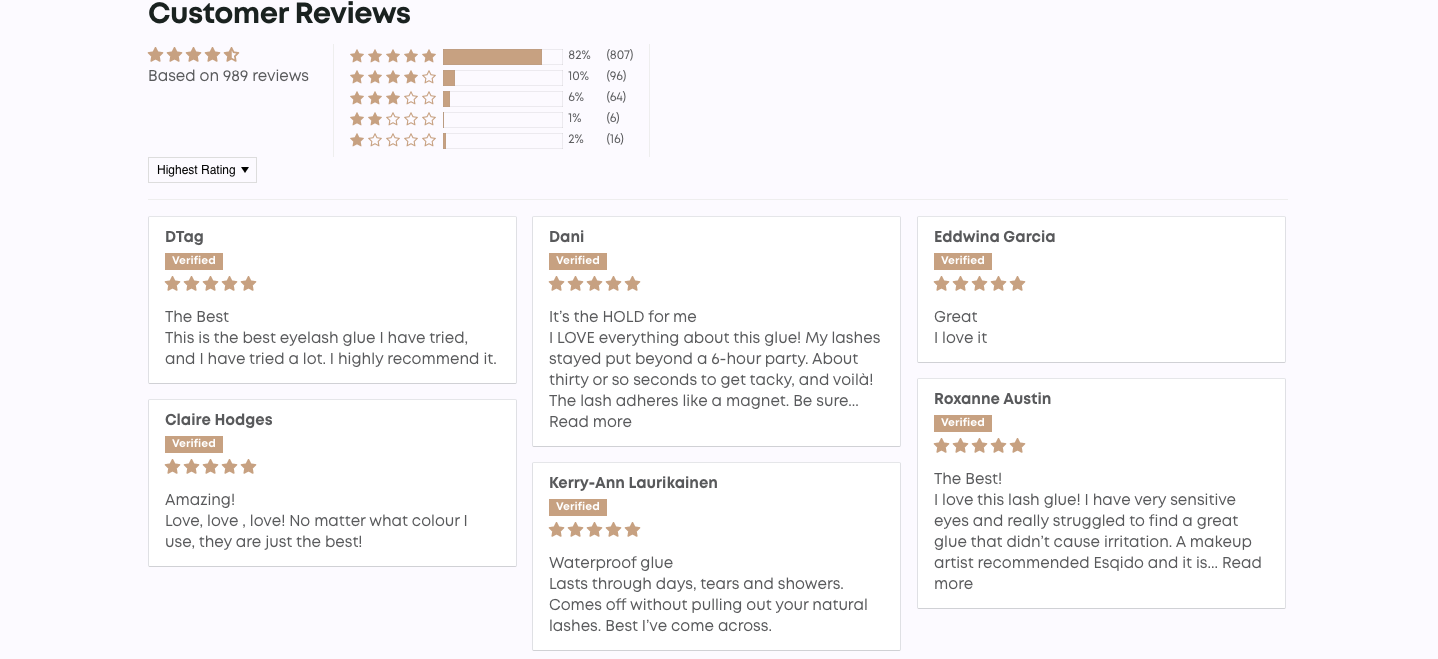 Customer Reviews
Based on 989 reviews
82% (807)
10% (96)
6% (64)
1% (6)
2% (16)
Highest Rating
DTag
Verified
The Best
This is the best eyelash glue I have tried,
and I have tried a lot. I highly recommend it.
Claire Hodges
Verified
Amazing!
Love, love , love! No matter what colour I
use, they are just the best!
Dani
Verified
It's the HOLD for me
I LOVE everything about this glue! My lashes
stayed put beyond a 6-hour party. About
thirty or so seconds to get tacky, and voilà!
The lash adheres like a magnet. Be sure...
Read more
Kerry-Ann Laurikainen
Verified
Waterproof glue
Lasts through days, tears and showers.
Comes off without pulling out your natural
lashes. Best I've come across.
Eddwina Garcia
Verified
Great
I love it
Roxanne Austin
Verified
The Best!
I love this lash glue! I have very sensitive
eyes and really struggled to find a great
glue that didn't cause irritation. A makeup
artist recommended Esqido and it is... Read
more